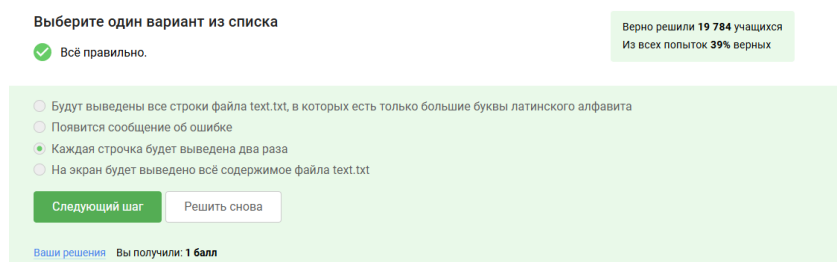 Выберите один вариант из списка
Верно решили 19 784 учащихся
Из всех попыток 39% верных
Всё правильно.
Будут выведены все строки файла text.txt, в которых есть только большие буквы латинского алфавита
Появится сообщение об ошибке
Каждая строчка будет выведена два раза
На экран будет выведено всё содержимое файла text.txt
Следующий шаг
Решить снова
Ваши решения Вы получили: 1 балл